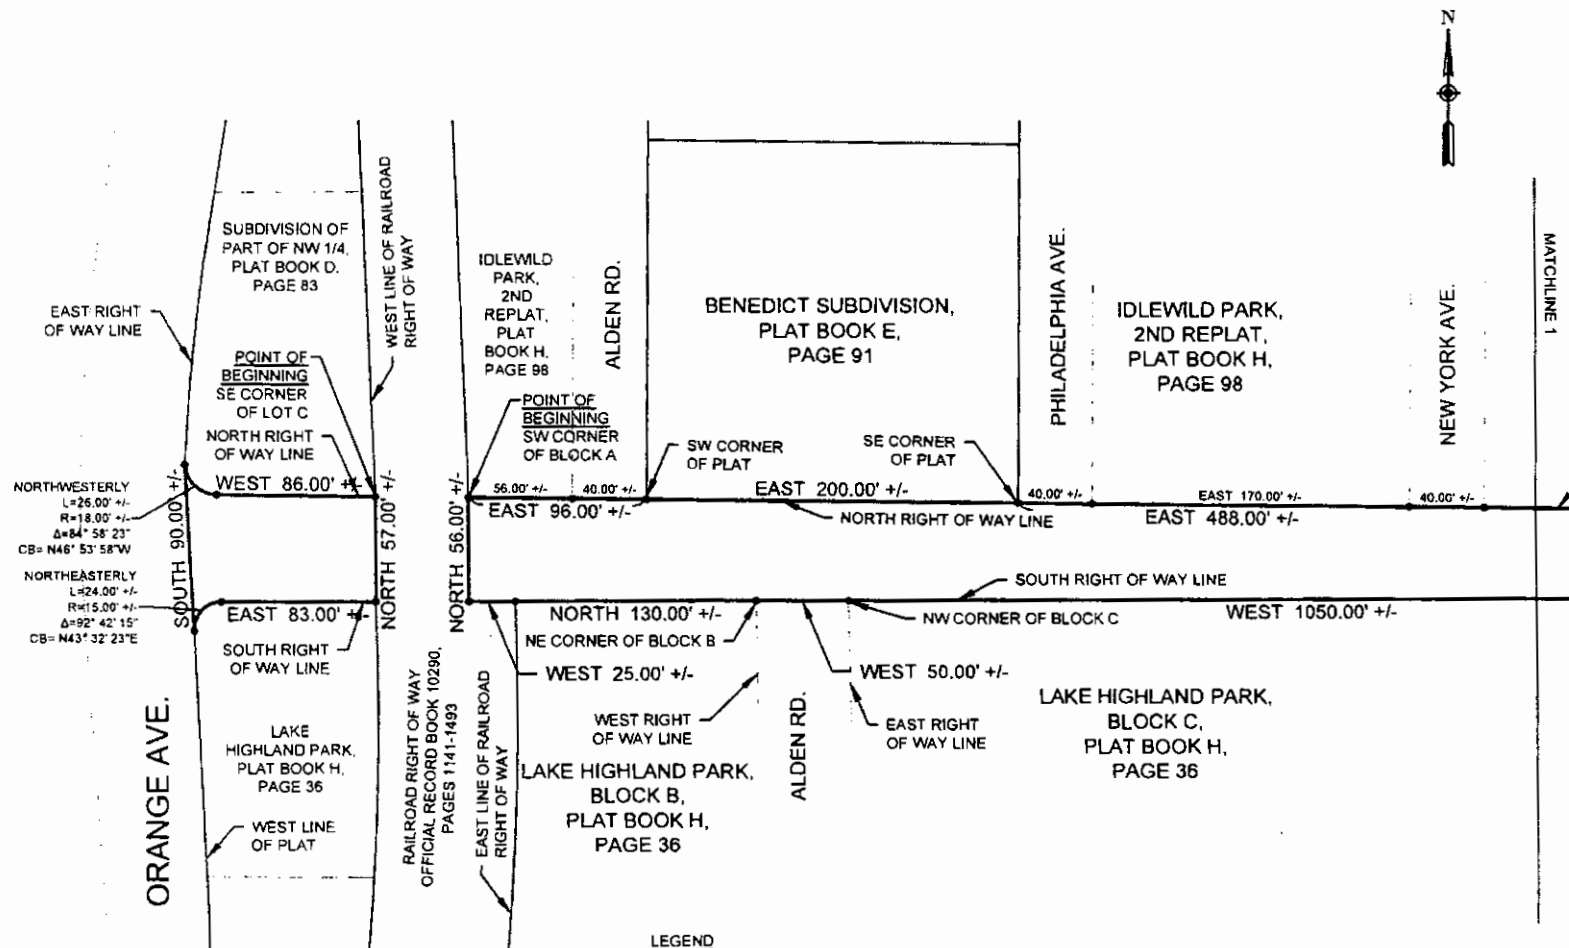 N
SUBDIVISION OF
PART OF NW 1/4,
PLAT BOOK D,
PAGE 83
WEST LINE OF RAILROAD
RIGHT OF WAY
IDLEWILD
PARK,
2ND
REPLAT,
PLAT
BOOK H,
PAGE 98
ALDEN RD.
BENEDICT SUBDIVISION,
PLAT BOOK E,
PAGE 91
PHILADELPHIA AVE.
IDLEWILD PARK,
2ND REPLAT,
PLAT BOOK H,
PAGE 98
NEW YORK AVE.
MATCHLINE 1
EAST RIGHT
OF WAY LINE
POINT OF
BEGINNING
SE CORNER
OF LOT C
NORTH RIGHT
OF WAY LINE
POINT OF
BEGINNING
SW CORNER
OF BLOCK A
SW CORNER
OF PLAT
SE CORNER
OF PLAT
NORTHWESTERLY
L=26.00' +/-
R=18.00' +/-
Δ=84° 58' 23"
CB= N46° 53' 58"W
WEST 86.00' +/-
56.00' +/-
40.00' +/-
EAST 96.00' +/-
EAST 200.00' +/-
NORTH RIGHT OF WAY LINE
40.00' +/-
EAST 170.00' +/-
40.00' +/-
EAST 488.00' +/-
SOUTH 90.00' +/-
NORTH 57.00' +/-
NORTH 56.00' +/-
NORTHEASTERLY
L=24.00' +/-
R=15.00' +/-
Δ=92° 42' 15"
CB= N43° 32' 23"E
EAST 83.00' +/-
SOUTH RIGHT
OF WAY LINE
NORTH 130.00' +/-
NE CORNER OF BLOCK B
WEST 25.00' +/-
SOUTH RIGHT OF WAY LINE
NW CORNER OF BLOCK C
WEST 1050.00' +/-
WEST 50.00' +/-
WEST RIGHT
OF WAY LINE
EAST RIGHT
OF WAY LINE
ORANGE AVE.
LAKE
HIGHLAND PARK,
PLAT BOOK H,
PAGE 36
WEST LINE
OF PLAT
RAILROAD RIGHT OF WAY
OFFICIAL RECORD BOOK 10290,
PAGES 1141-1493
EAST LINE OF RAILROAD
RIGHT OF WAY
LAKE HIGHLAND PARK,
BLOCK B,
PLAT BOOK H,
PAGE 36
ALDEN RD.
LAKE HIGHLAND PARK,
BLOCK C,
PLAT BOOK H,
PAGE 36
LEGEND